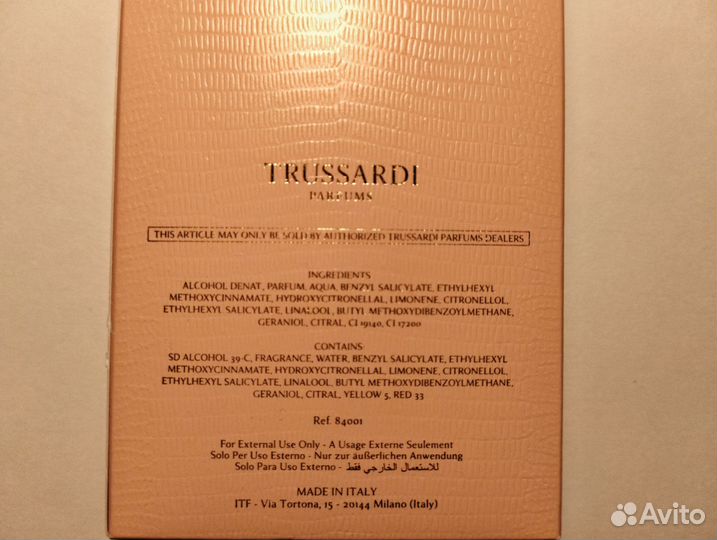 TRUSSARDI
PARFUMS
THIS ARTICLE MAY ONLY BE SOLD BY AUTHORIZED TRUSSARDI PARFUMS DEALERS
INGREDIENTS
ALCOHOL DENAT., PARFUM, AQUA, BENZYL SALICYLATE, ETHYLHEXYL
METHOXYCINNAMATE, HYDROXYCITRONELLAL, LIMONENE, CITRONELLOL,
ETHYLHEXYL SALICYLATE, LINALOOL, BUTYL METHOXYDIBENZOYLMETHANE,
GERANIOL, CITRAL, CI 19140, CI 17200
CONTAINS:
SD ALCOHOL 39-C, FRAGRANCE, WATER, BENZYL SALICYLATE, ETHYLHEXYL
METHOXYCINNAMATE, HYDROXYCITRONELLAL, LIMONENE, CITRONELLOL,
ETHYLHEXYL SALICYLATE, LINALOOL, BUTYL METHOXYDIBENZOYLMETHANE,
GERANIOL, CITRAL, YELLOW 5, RED 33
Ref. 84001
For External Use Only - A Usage Externe Seulement
Solo Per Uso Esterno - Nur zur äußerlichen Anwendung
Solo Para Uso Externo - للاستعمال الخارجي فقط
MADE IN ITALY
ITF - Via Tortona, 15 - 20144 Milano (Italy)
Avito